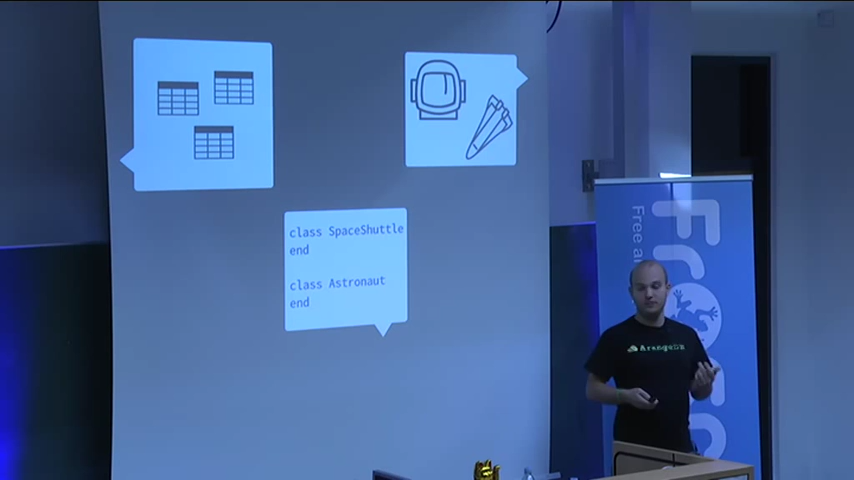 class SpaceShuttle
end
class Astronaut
end
Free a
ArangoDB